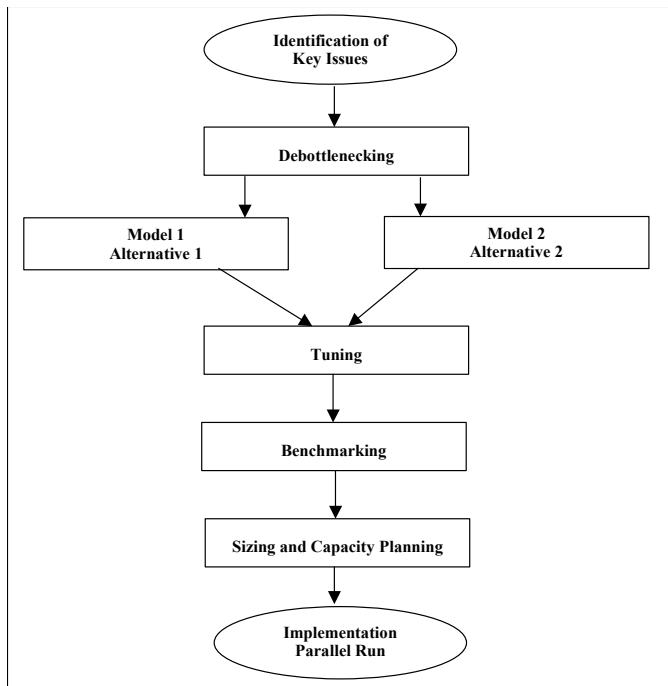 Identification of
Key Issues
Debottlenecking
Model 1
Alternative 1
Model 2
Alternative 2
Tuning
Benchmarking
Sizing and Capacity Planning
Implementation
Parallel Run